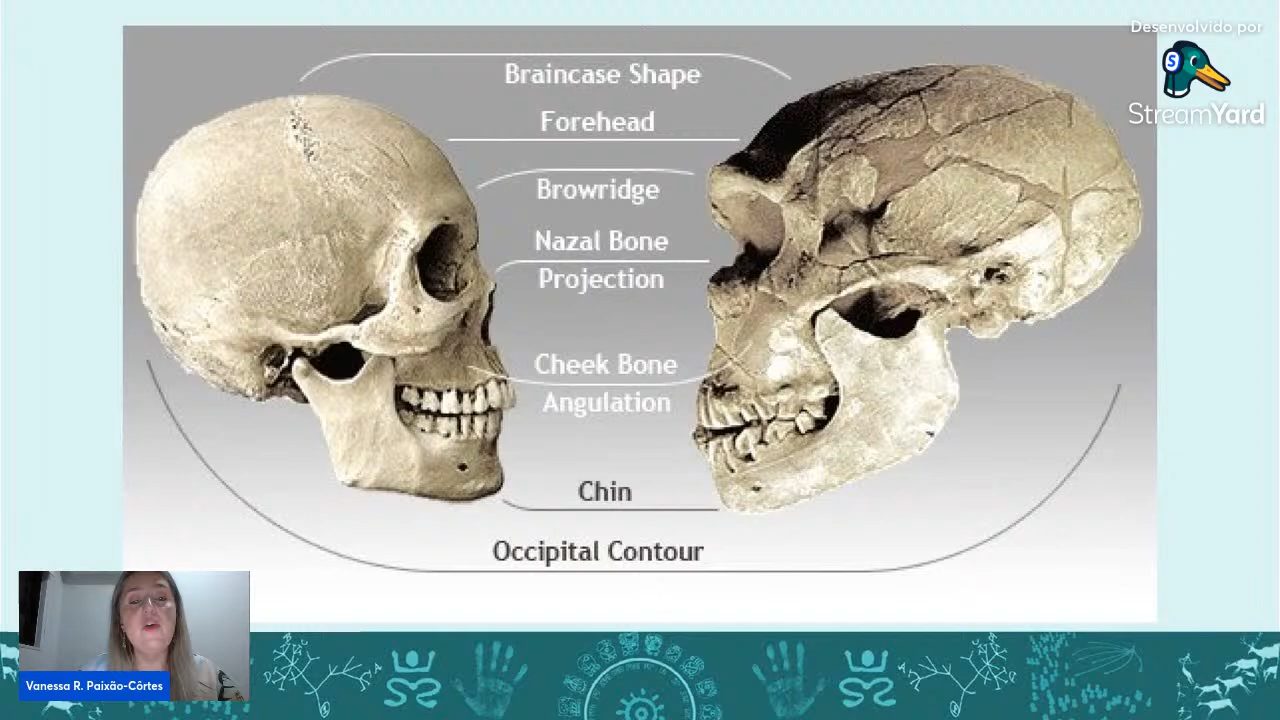 Desenvolvido por
StreamYard
Braincase Shape
Forehead
Browridge
Nazal Bone
Projection
Cheek Bone
Angulation
Chin
Occipital Contour
Vanessa R. Paixão-Côrtes